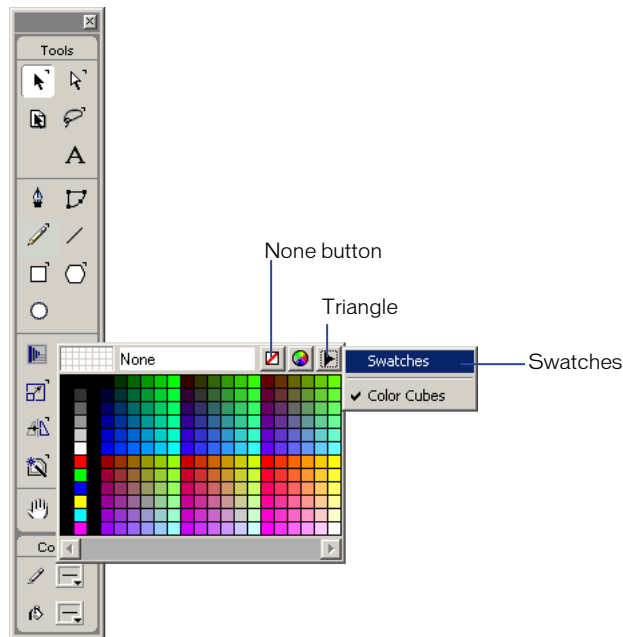 Tools
A
None button
Triangle
None
Swatches
Swatches
✔ Color Cubes
Co